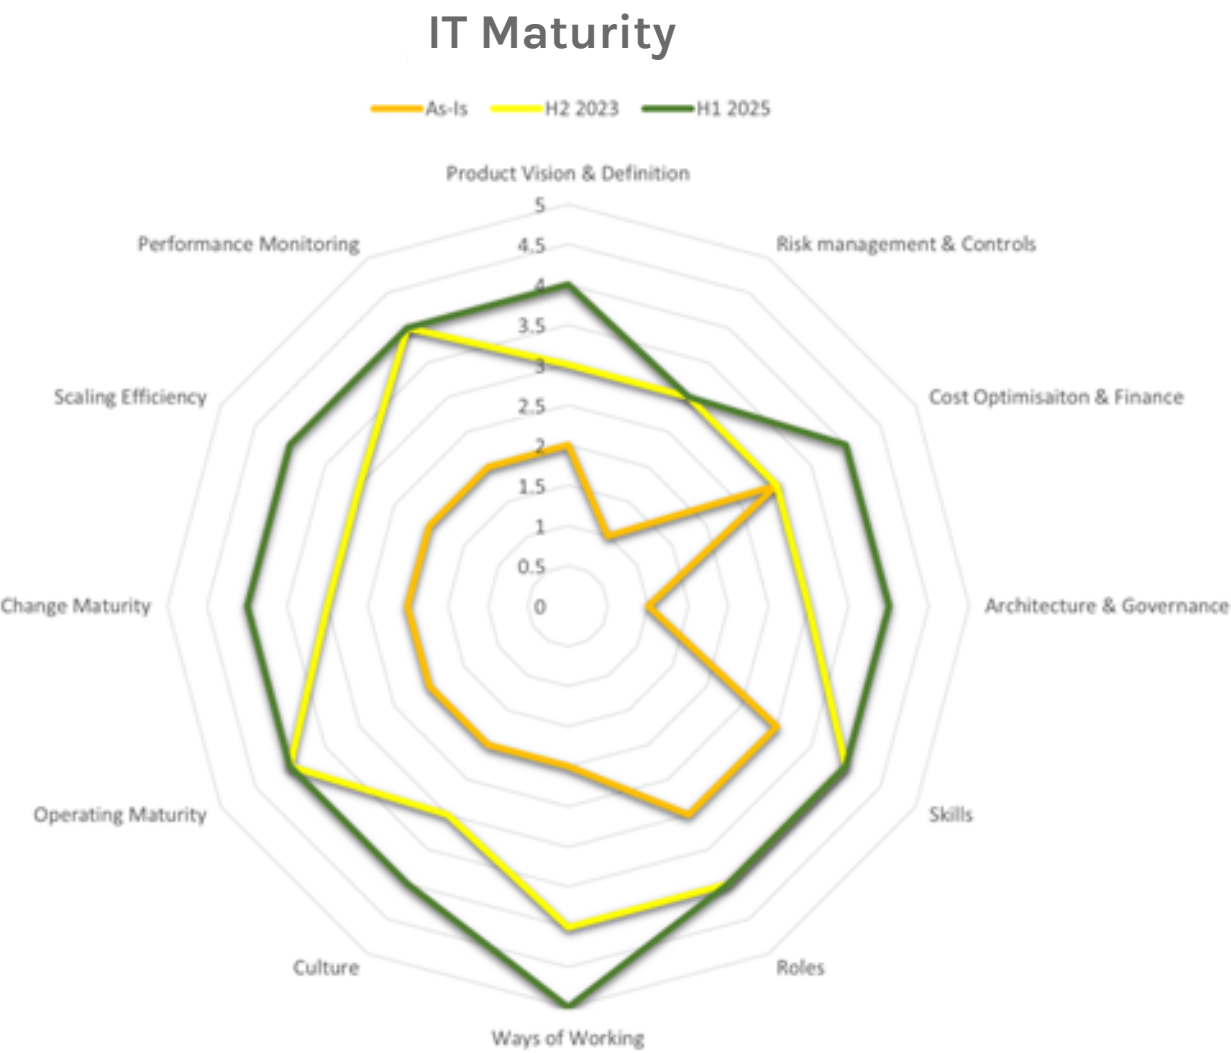 IT Maturity
As-Is H2 2023 H1 2025
Product Vision & Definition
5
Performance Monitoring
Risk management & Controls
4.5
4
3.5
3
Scaling Efficiency
Cost Optimisaiton & Finance
2.5
2
1.5
1
0.5
Change Maturity
0
Architecture & Governance
Operating Maturity
Skills
Culture
Roles
Ways of Working